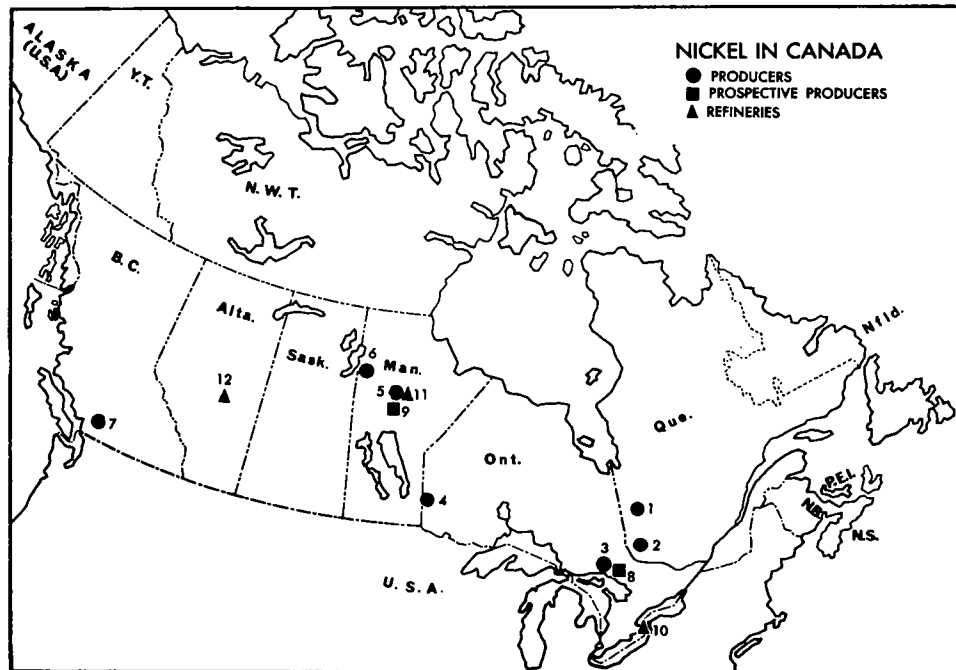 NICKEL IN CANADA
PRODUCERS
PROSPECTIVE PRODUCERS
REFINERIES
ALASKA
(U.S.A)
Y.T.
N.W.T.
B.C.
Alta.
Sask.
Man.
Ont.
Que.
Nfld.
P.E.I.
N.B.
N.S.
U.S.A.
6
5
11
9
12
7
4
1
2
3
8
10